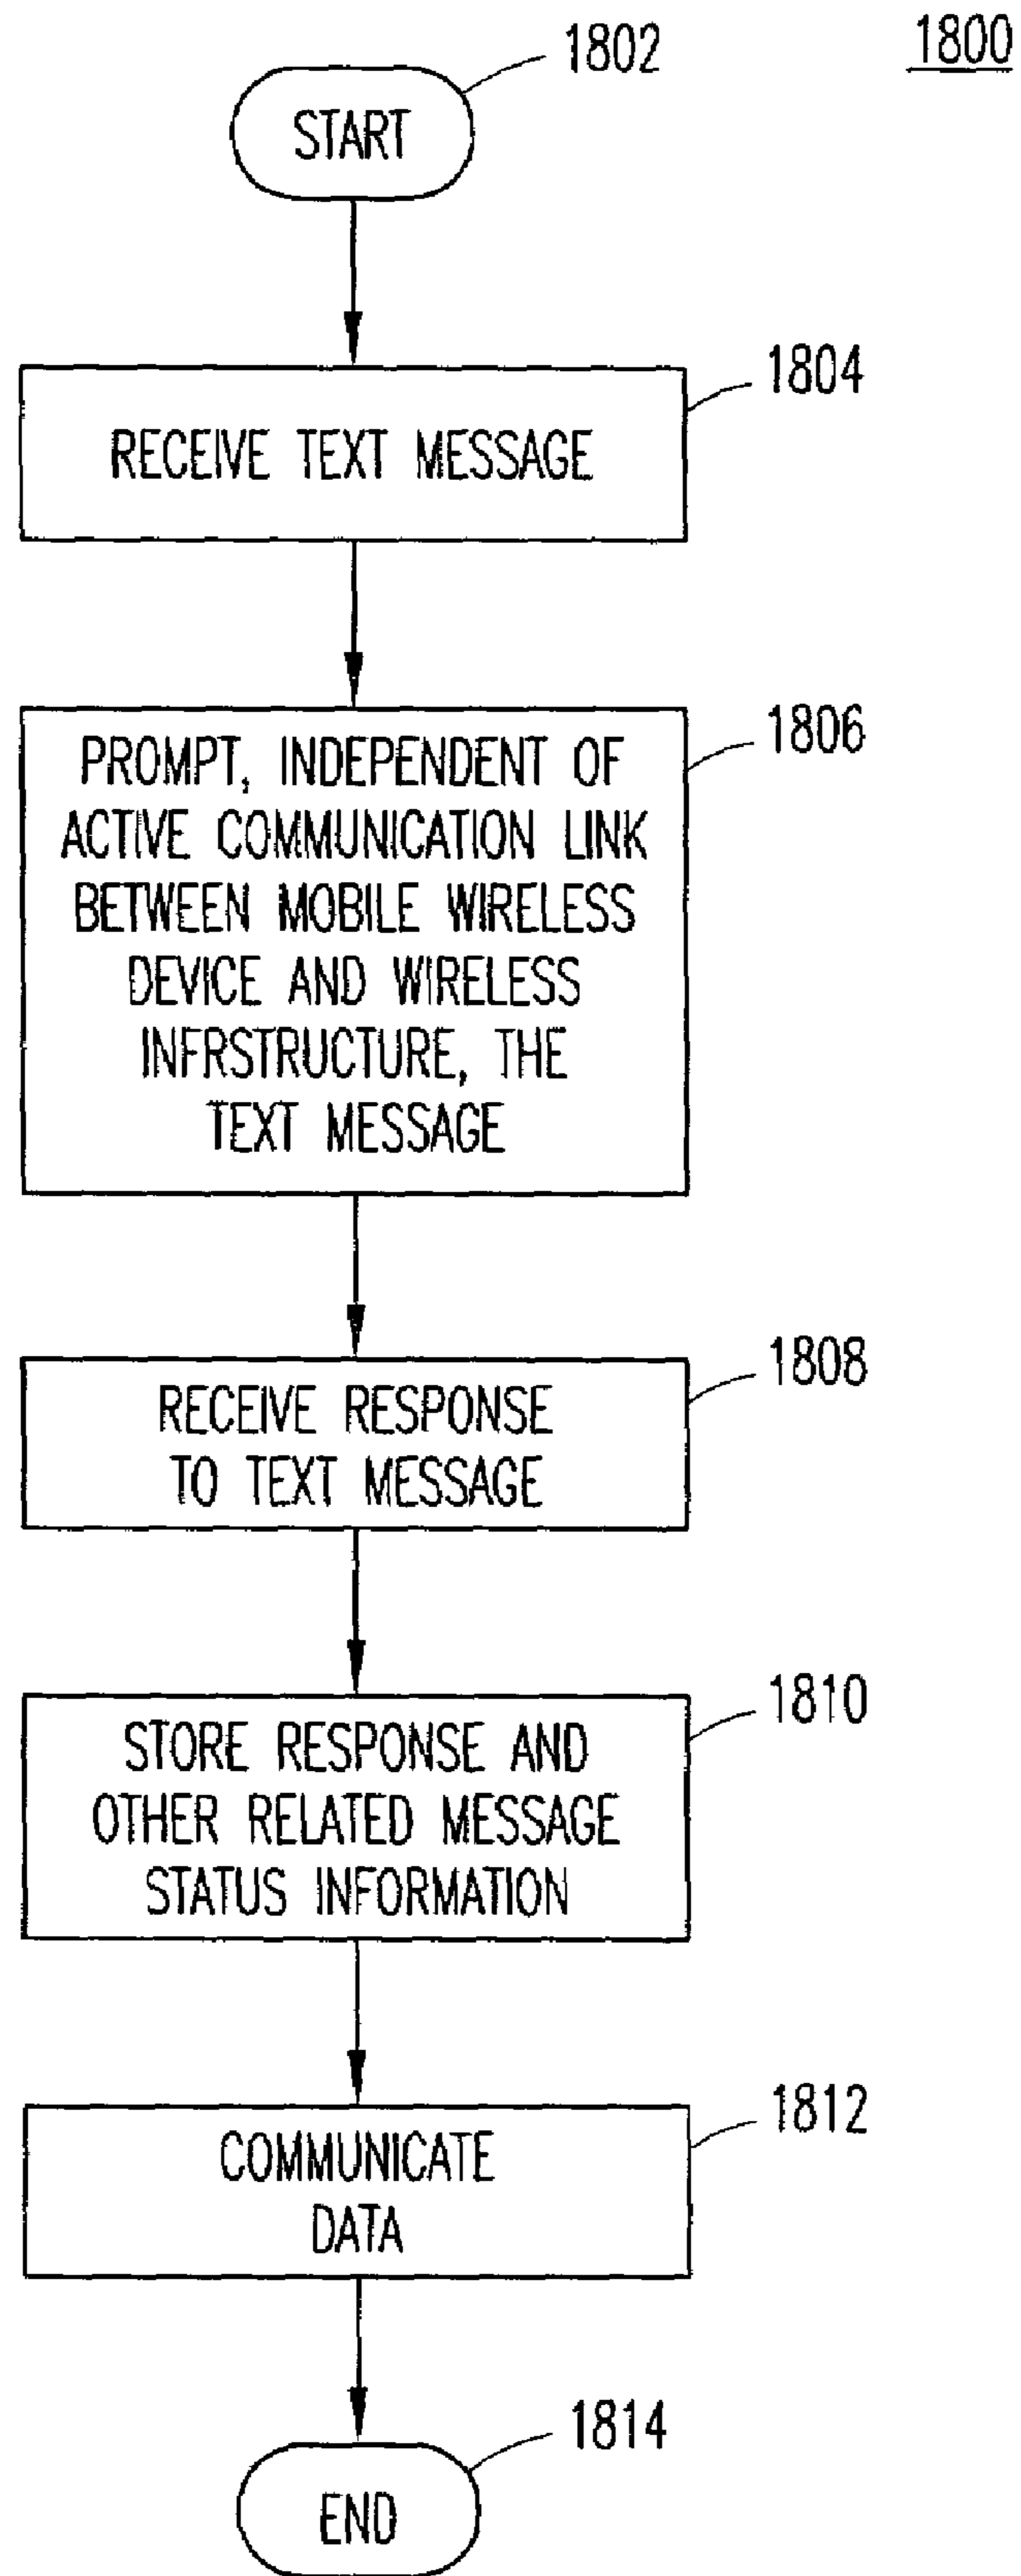 1800
1802
START
1804
RECEIVE TEXT MESSAGE
1806
PROMPT, INDEPENDENT OF
ACTIVE COMMUNICATION LINK
BETWEEN MOBILE WIRELESS
DEVICE AND WIRELESS
INFRSTRUCTURE, THE
TEXT MESSAGE
1808
RECEIVE RESPONSE
TO TEXT MESSAGE
1810
STORE RESPONSE AND
OTHER RELATED MESSAGE
STATUS INFORMATION
1812
COMMUNICATE
DATA
1814
END